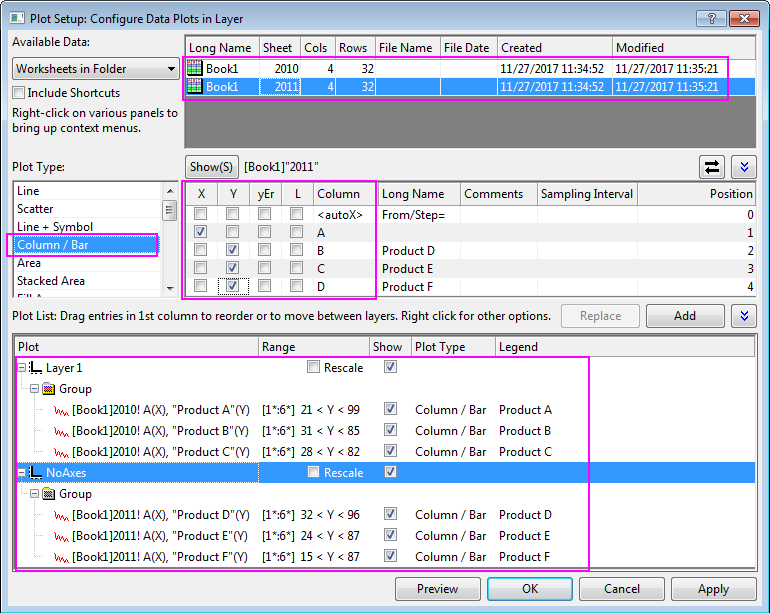 Plot Setup: Configure Data Plots in Layer
Available Data:
Worksheets in Folder
Include Shortcuts
Right-click on various panels to
bring up context menus.
Long Name Sheet Cols Rows File Name File Date Created Modified
Book1 2010 4 32 11/27/2017 11:34:52 11/27/2017 11:35:21
Book1 2011 4 32 11/27/2017 11:34:52 11/27/2017 11:35:21
Plot Type:
Line
Scatter
Line + Symbol
Column / Bar
Area
Stacked Area
Show(S) [Book1]"2011"
X Y yEr L Column Long Name Comments Sampling Interval Position
<autoX> From/Step= 0
A 1
B Product D 2
C Product E 3
D Product F 4
Plot List: Drag entries in 1st column to reorder or to move between layers. Right click for other options.
Replace
Add
Plot Range Show Plot Type Legend
Layer 1 Rescale
Group
[Book1]2010! A(X), "Product A"(Y) [1*:6*] 21 < Y < 99 Column / Bar Product A
[Book1]2010! A(X), "Product B"(Y) [1*:6*] 31 < Y < 85 Column / Bar Product B
[Book1]2010! A(X), "Product C"(Y) [1*:6*] 28 < Y < 82 Column / Bar Product C
NoAxes Rescale
Group
[Book1]2011! A(X), "Product D"(Y) [1*:6*] 32 < Y < 96 Column / Bar Product D
[Book1]2011! A(X), "Product E"(Y) [1*:6*] 24 < Y < 87 Column / Bar Product E
[Book1]2011! A(X), "Product F"(Y) [1*:6*] 15 < Y < 87 Column / Bar Product F
Preview
OK
Cancel
Apply